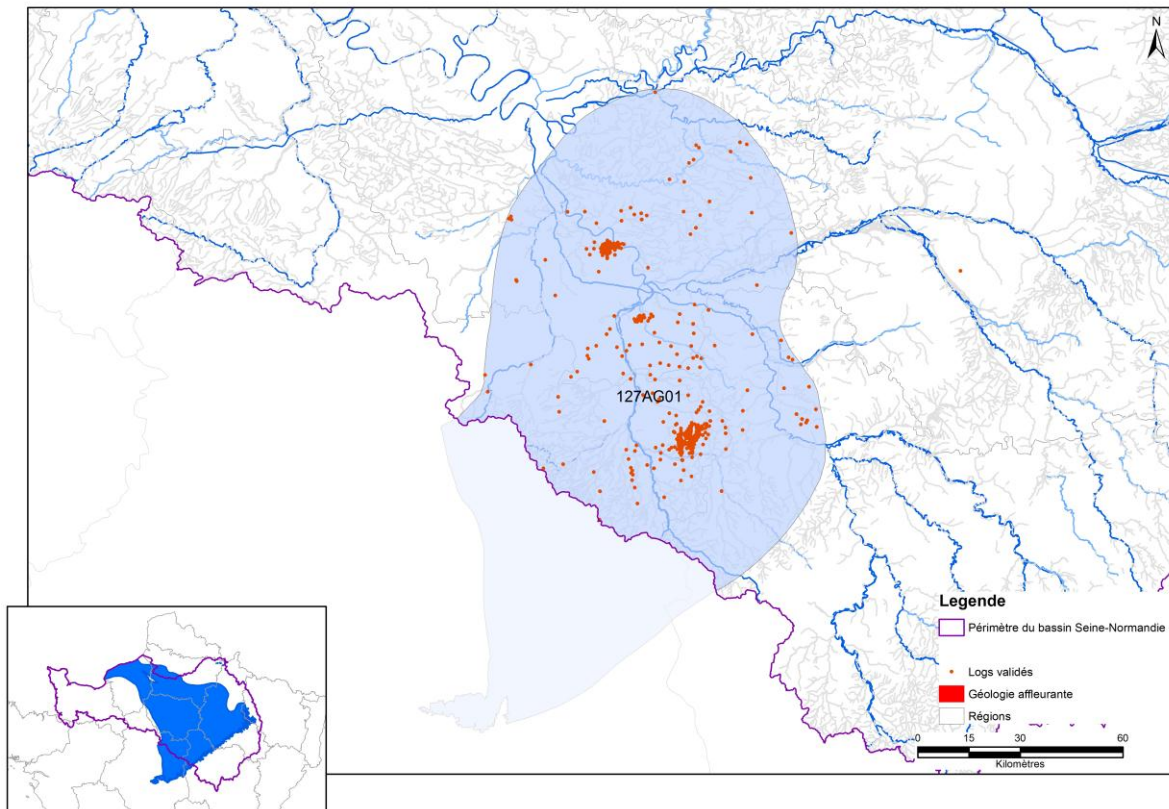 N
127AG01
Legende
Périmètre du bassin Seine-Normandie
Logs validés
Géologie affleurante
Régions
0 15 30 60
Kilomètres